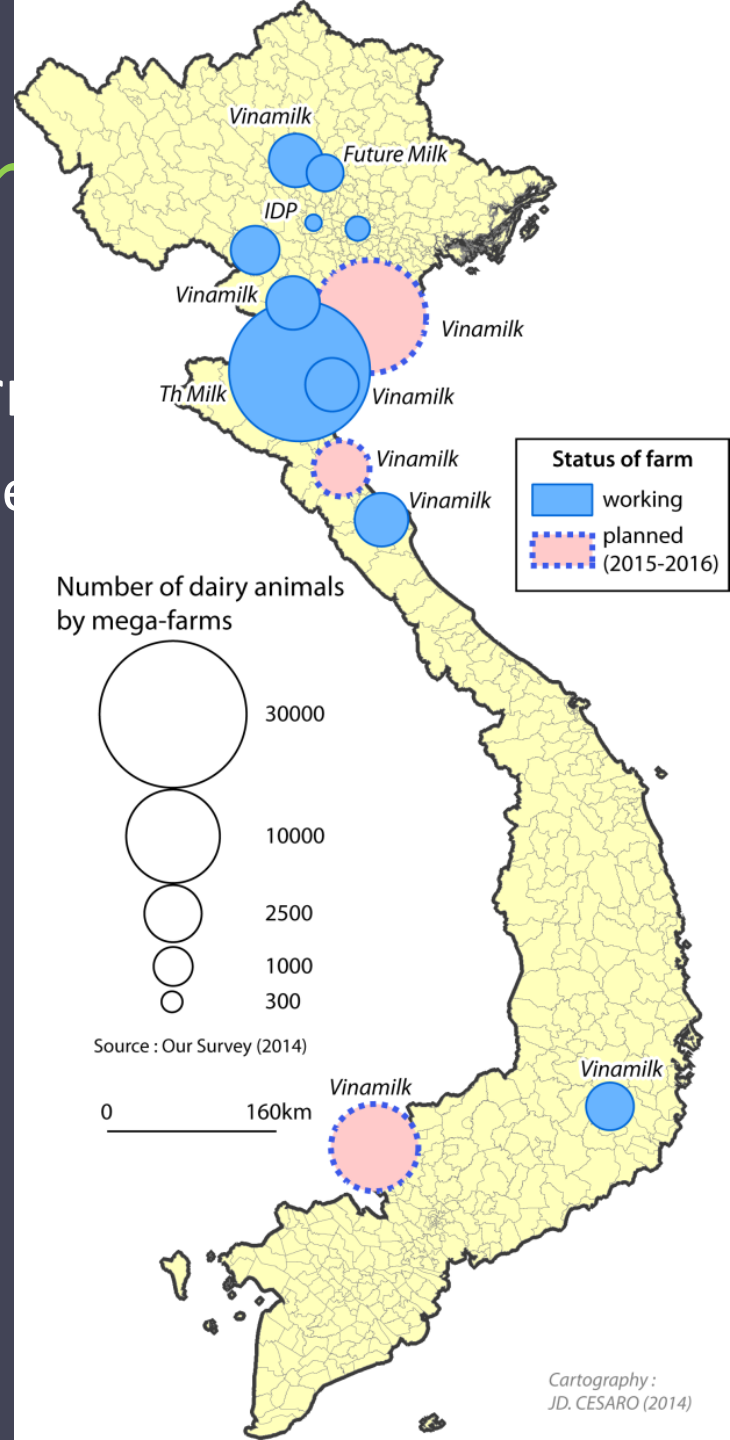 Vinamilk
Future Milk
IDP
Vinamilk
Vinamilk
Th Milk
Vinamilk
Vinamilk
Vinamilk
Status of farm
working
planned
(2015-2016)
Number of dairy animals
by mega-farms
30000
10000
2500
1000
300
Source : Our Survey (2014)
0 160km
Vinamilk
Vinamilk
Cartography :
JD. CESARO (2014)